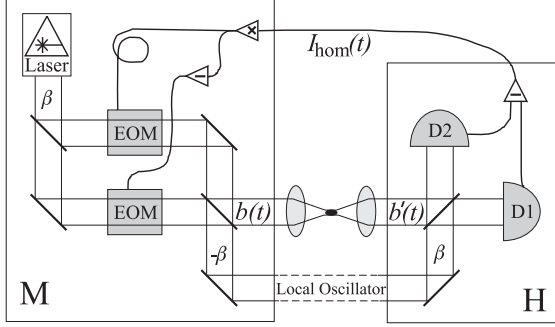 Laser
β
EOM
EOM
×
−
I_hom(t)
−
D2
D1
b(t)
b'(t)
-β
β
Local Oscillator
M
H